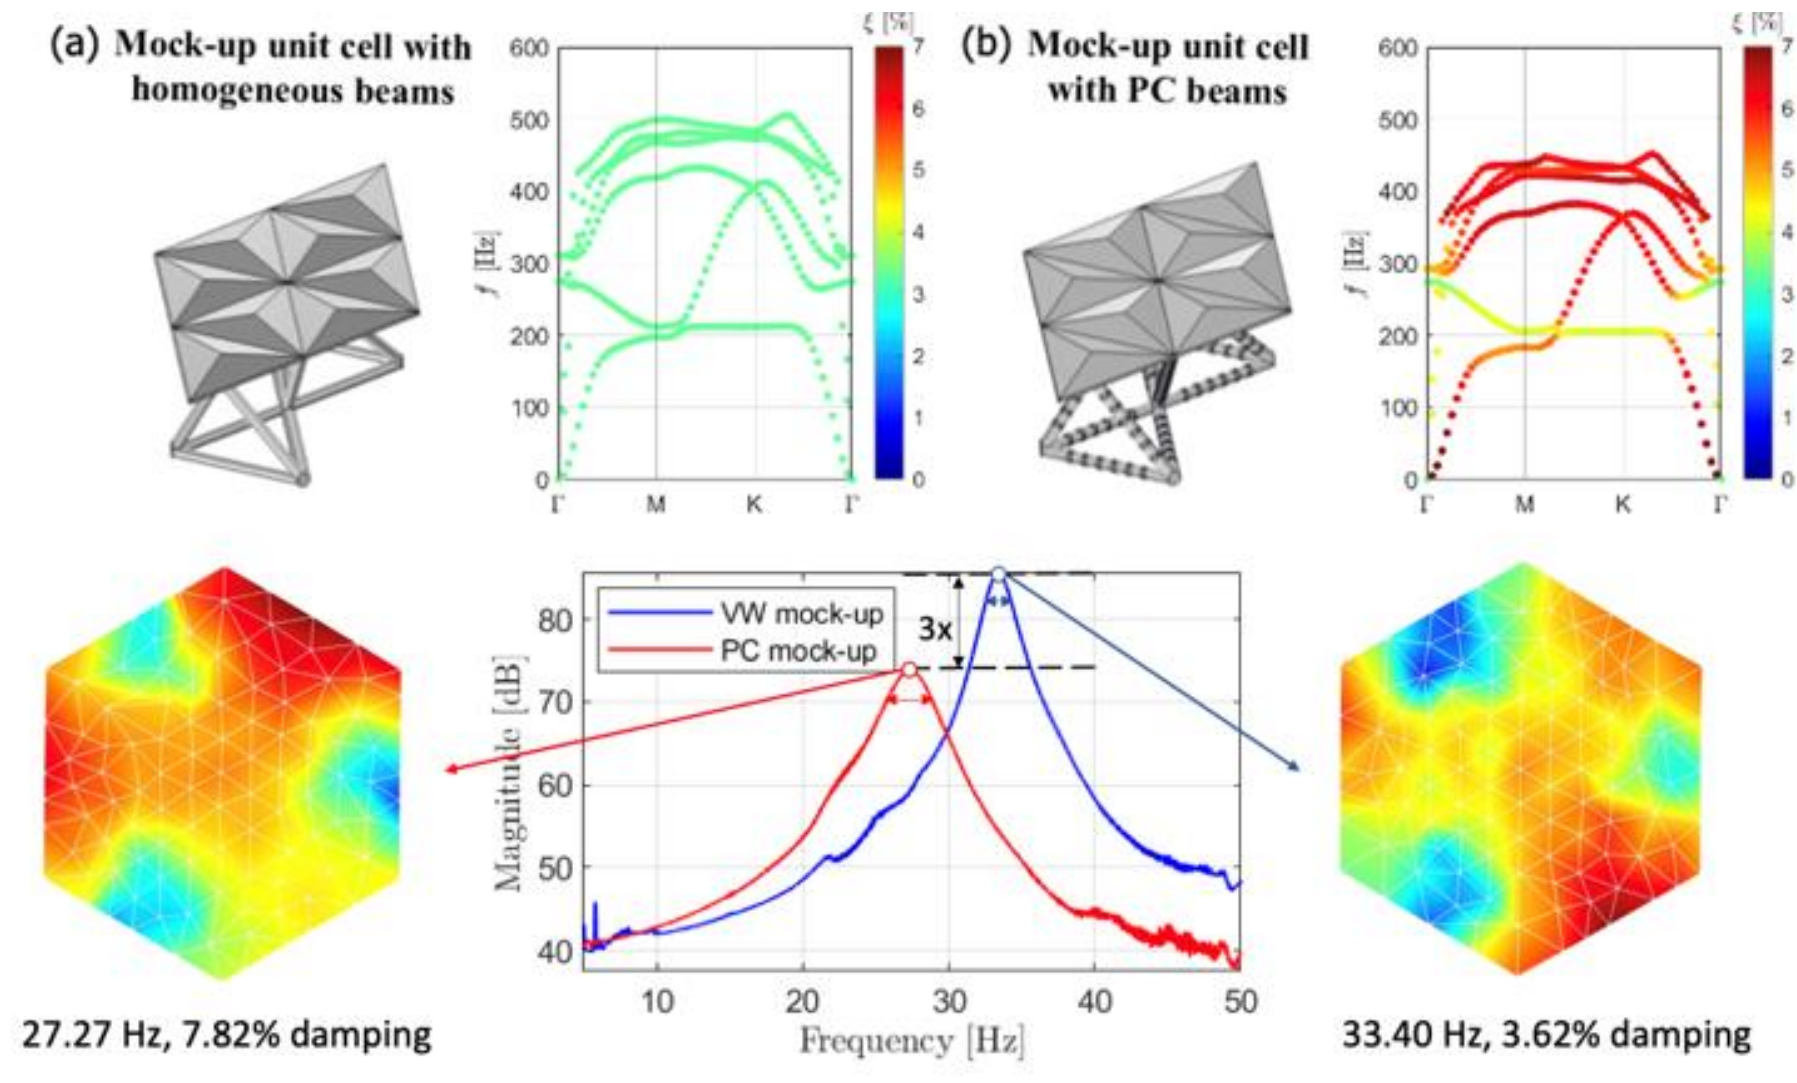 (a) Mock-up unit cell with
homogeneous beams
ξ [%]
600
500
400
300
200
100
0
f [Hz]
Γ M K Γ
7
6
5
4
3
2
1
0
(b) Mock-up unit cell
with PC beams
ξ [%]
600
500
400
300
200
100
0
f [Hz]
Γ M K Γ
7
6
5
4
3
2
1
0
VW mock-up
PC mock-up
3x
80
70
60
50
40
Magnitude [dB]
10 20 30 40 50
Frequency [Hz]
27.27 Hz, 7.82% damping
33.40 Hz, 3.62% damping